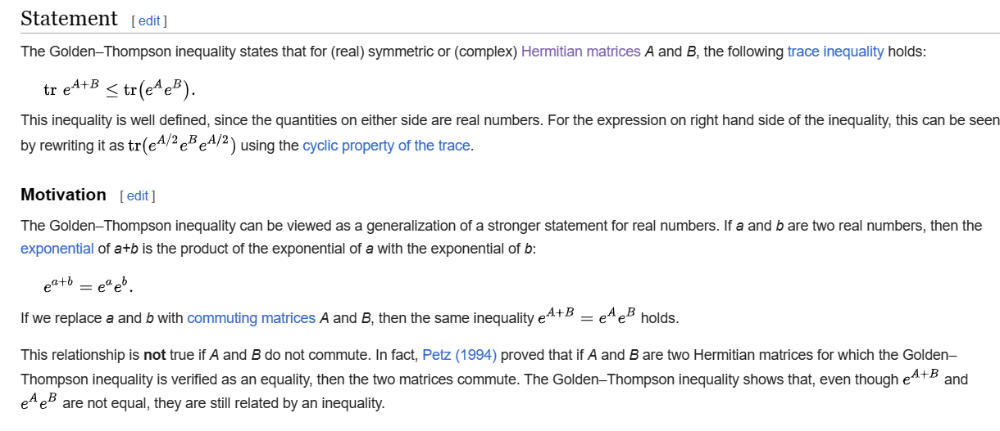 Statement [ edit ]
The Golden–Thompson inequality states that for (real) symmetric or (complex) Hermitian matrices A and B, the following trace inequality holds:
tr e^{A+B} ≤ tr(e^A e^B).
This inequality is well defined, since the quantities on either side are real numbers. For the expression on right hand side of the inequality, this can be seen
by rewriting it as tr(e^{A/2} e^B e^{A/2}) using the cyclic property of the trace.
Motivation [ edit ]
The Golden–Thompson inequality can be viewed as a generalization of a stronger statement for real numbers. If a and b are two real numbers, then the
exponential of a+b is the product of the exponential of a with the exponential of b:
e^{a+b} = e^a e^b.
If we replace a and b with commuting matrices A and B, then the same inequality e^{A+B} = e^A e^B holds.
This relationship is not true if A and B do not commute. In fact, Petz (1994) proved that if A and B are two Hermitian matrices for which the Golden–
Thompson inequality is verified as an equality, then the two matrices commute. The Golden–Thompson inequality shows that, even though e^{A+B} and
e^A e^B are not equal, they are still related by an inequality.